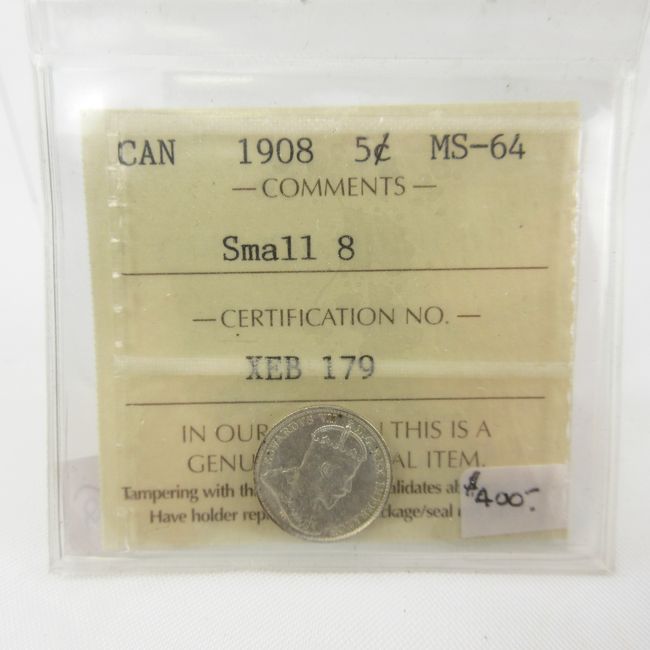 CAN 1908 5¢ MS-64
— COMMENTS —
Small 8
— CERTIFICATION NO. —
XEB 179
IN OUR THIS IS A
GENU AL ITEM.
Tampering with th alidates
Have holder rep ckage/seal
$400.-